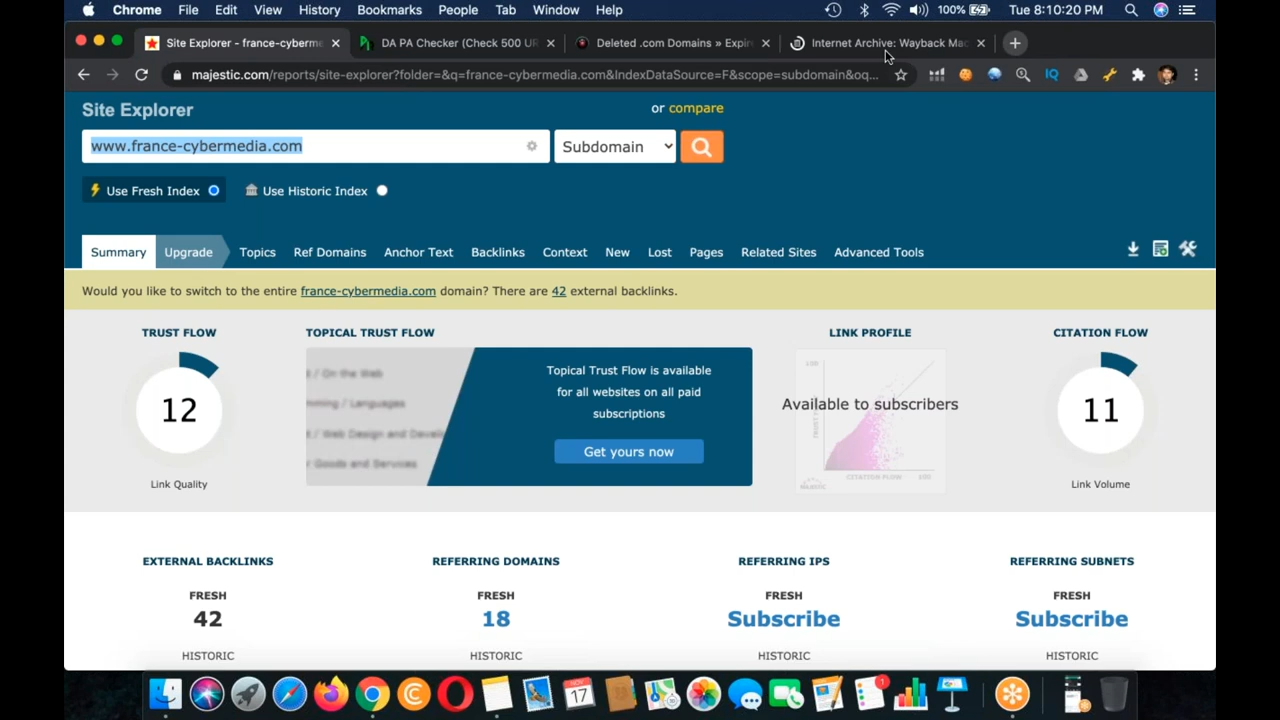 Chrome File Edit View History Bookmarks People Tab Window Help 100% Tue 8:10:20 PM
Site Explorer - france-cyberme DA PA Checker (Check 500 UR Deleted .com Domains » Expir Internet Archive: Wayback Mac
majestic.com/reports/site-explorer?folder=&q=france-cybermedia.com&IndexDataSource=F&scope=subdomain&oq... IQ
Site Explorer or compare
www.france-cybermedia.com Subdomain
Use Fresh Index Use Historic Index
Summary Upgrade Topics Ref Domains Anchor Text Backlinks Context New Lost Pages Related Sites Advanced Tools
Would you like to switch to the entire france-cybermedia.com domain? There are 42 external backlinks.
TRUST FLOW TOPICAL TRUST FLOW LINK PROFILE CITATION FLOW
Topical Trust Flow is available
for all websites on all paid
subscriptions
Get yours now
Available to subscribers
CITATION FLOW
12 11
Link Quality Link Volume
EXTERNAL BACKLINKS REFERRING DOMAINS REFERRING IPS REFERRING SUBNETS
FRESH FRESH FRESH FRESH
42 18 Subscribe Subscribe
HISTORIC HISTORIC HISTORIC HISTORIC
NOV
17
1